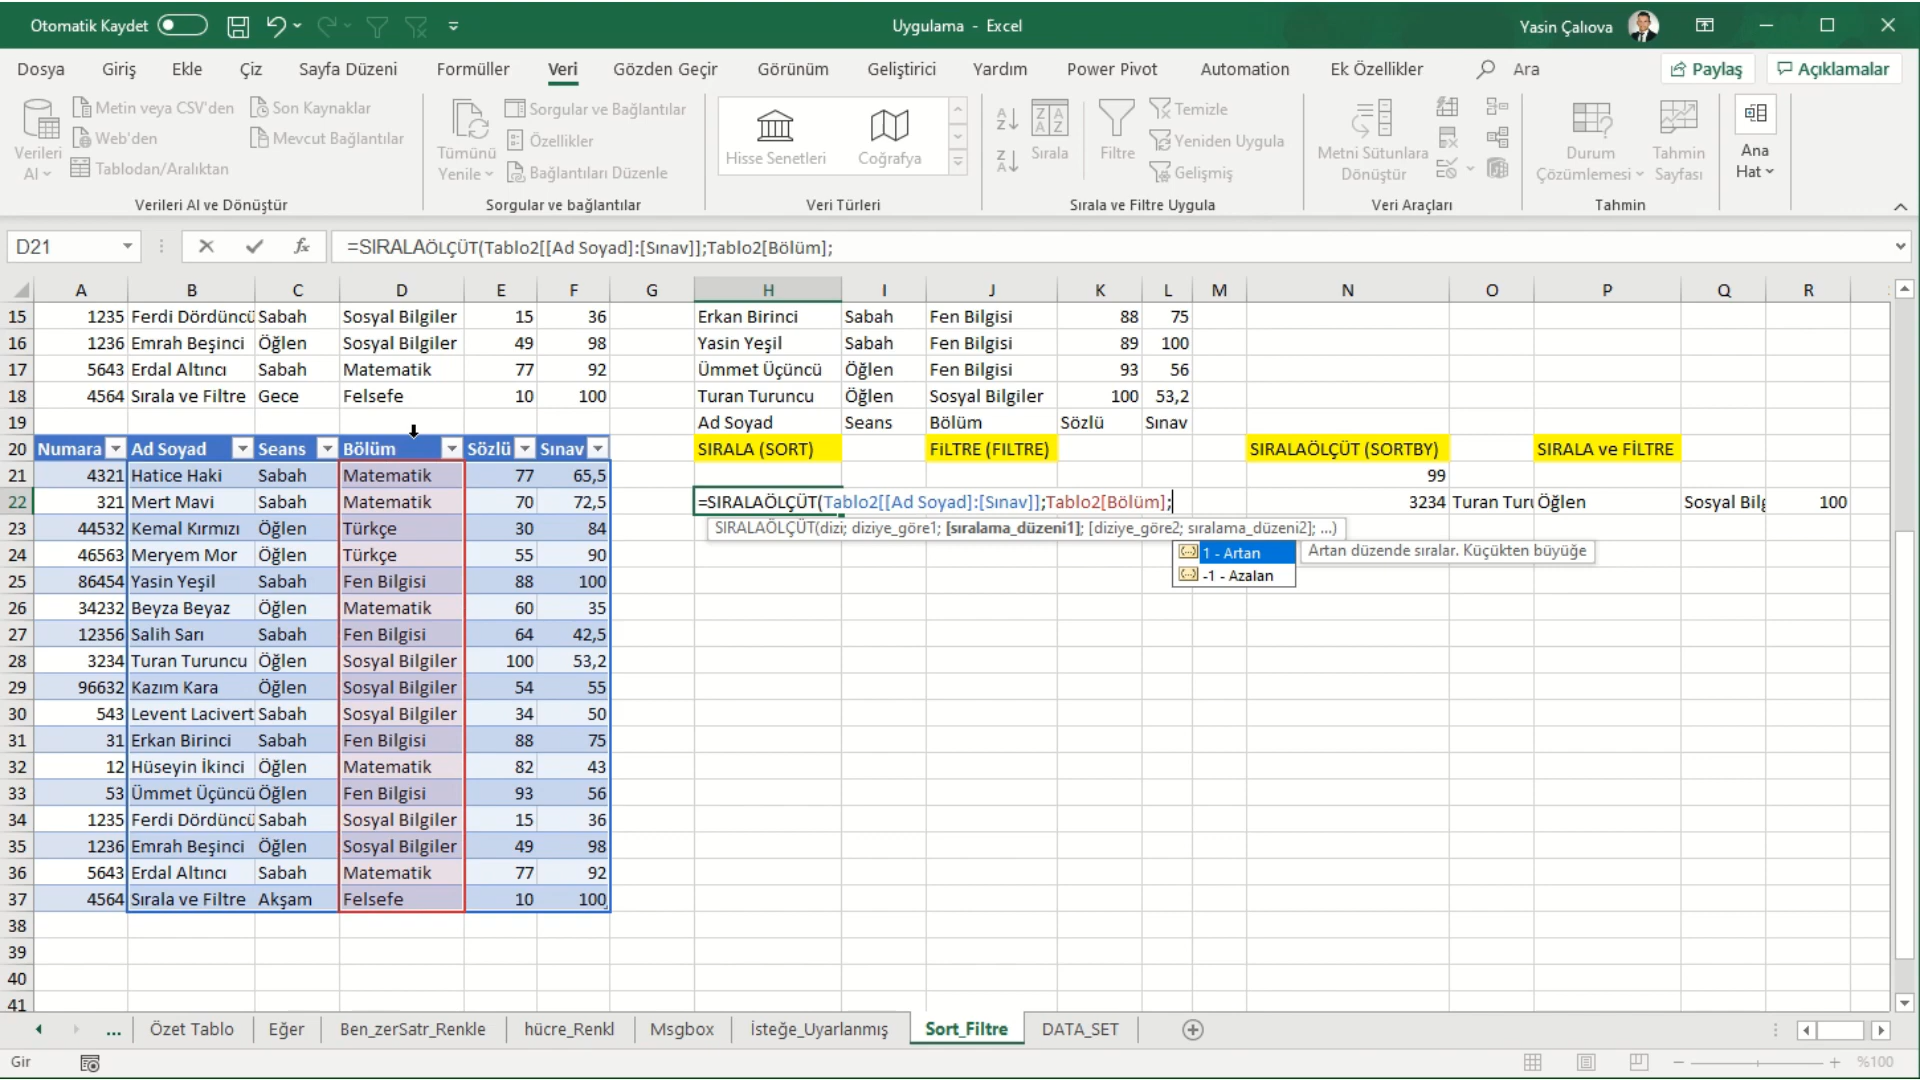 Otomatik Kaydet
Uygulama - Excel
Yasin Çalıova
Dosya Giriş Ekle Çiz Sayfa Düzeni Formüller Veri Gözden Geçir Görünüm Geliştirici Yardım Power Pivot Automation Ek Özellikler Ara Paylaş Açıklamalar
Verileri Al
Metin veya CSV'den
Web'den
Tablodan/Aralıktan
Son Kaynaklar
Mevcut Bağlantılar
Verileri Al ve Dönüştür
Tümünü Yenile
Sorgular ve Bağlantılar
Özellikler
Bağlantıları Düzenle
Sorgular ve bağlantılar
Hisse Senetleri Coğrafya
Veri Türleri
Sırala
Filtre
Temizle
Yeniden Uygula
Gelişmiş
Sırala ve Filtre Uygula
Metni Sütunlara Dönüştür
Veri Araçları
Durum Çözümlemesi
Tahmin Sayfası
Tahmin
Ana Hat
D21 fx =SIRALAÖLÇÜT(Tablo2[[Ad Soyad]:[Sınav]];Tablo2[Bölüm];
A B C D E F G H I J K L M N O P Q R
15 1235 Ferdi Dördüncü Sabah Sosyal Bilgiler 15 36 Erkan Birinci Sabah Fen Bilgisi 88 75
16 1236 Emrah Beşinci Öğlen Sosyal Bilgiler 49 98 Yasin Yeşil Sabah Fen Bilgisi 89 100
17 5643 Erdal Altıncı Sabah Matematik 77 92 Ümmet Üçüncü Öğlen Fen Bilgisi 93 56
18 4564 Sırala ve Filtre Gece Felsefe 10 100 Turan Turuncu Öğlen Sosyal Bilgiler 100 53,2
19 Ad Soyad Seans Bölüm Sözlü Sınav
20 Numara Ad Soyad Seans Bölüm Sözlü Sınav SIRALA (SORT) FiLTRE (FILTRE) SIRALAÖLÇÜT (SORTBY) SIRALA ve FİLTRE
21 4321 Hatice Haki Sabah Matematik 77 65,5 99
22 321 Mert Mavi Sabah Matematik 70 72,5 =SIRALAÖLÇÜT(Tablo2[[Ad Soyad]:[Sınav]];Tablo2[Bölüm]; 3234 Turan Turu Öğlen Sosyal Bilg 100
23 44532 Kemal Kırmızı Öğlen Türkçe 30 84 SIRALAÖLÇÜT(dizi; diziye_göre1; [sıralama_düzeni1]; [diziye_göre2; sıralama_düzeni2]; ...)
24 46563 Meryem Mor Öğlen Türkçe 55 90 1 - Artan Artan düzende sıralar. Küçükten büyüğe
-1 - Azalan
25 86454 Yasin Yeşil Sabah Fen Bilgisi 88 100
26 34232 Beyza Beyaz Öğlen Matematik 60 35
27 12356 Salih Sarı Sabah Fen Bilgisi 64 42,5
28 3234 Turan Turuncu Öğlen Sosyal Bilgiler 100 53,2
29 96632 Kazım Kara Öğlen Sosyal Bilgiler 54 55
30 543 Levent Lacivert Sabah Sosyal Bilgiler 34 50
31 31 Erkan Birinci Sabah Fen Bilgisi 88 75
32 12 Hüseyin İkinci Öğlen Matematik 82 43
33 53 Ümmet Üçüncü Öğlen Fen Bilgisi 93 56
34 1235 Ferdi Dördüncü Sabah Sosyal Bilgiler 15 36
35 1236 Emrah Beşinci Öğlen Sosyal Bilgiler 49 98
36 5643 Erdal Altıncı Sabah Matematik 77 92
37 4564 Sırala ve Filtre Akşam Felsefe 10 100
38
39
40
41
... Özet Tablo Eğer Ben_zerSatr_Renkle hücre_Renkl Msgbox İsteğe_Uyarlanmış Sort_Filtre DATA_SET
Gir %100